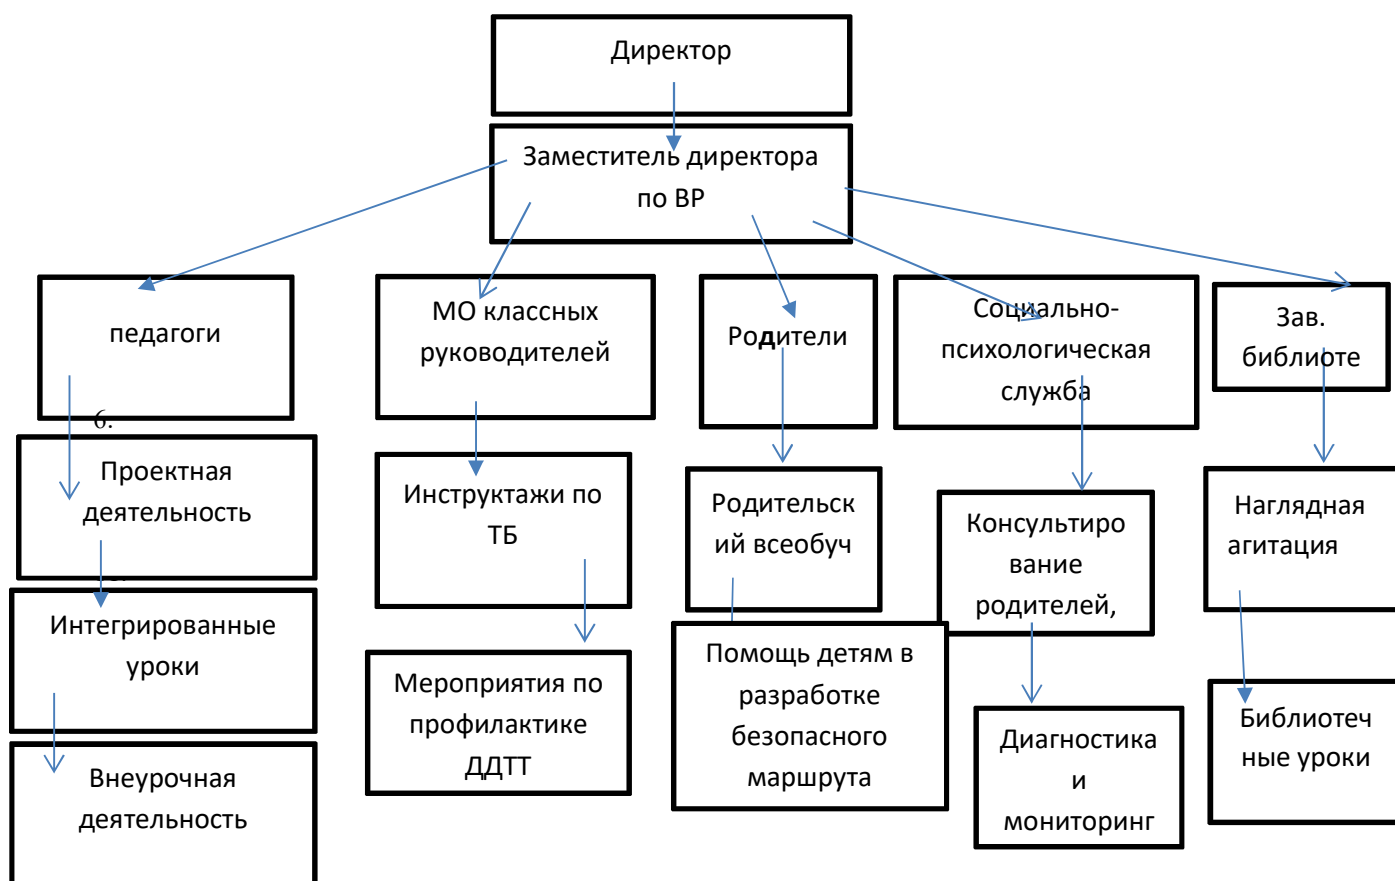 Директор
Заместитель директора
по ВР
педагоги
МО классных
руководителей
Родители
Социально-
психологическая
служба
Зав.
библиоте
6.
Проектная
деятельность
Инструктажи по
ТБ
Родительск
ий всеобуч
Консультиро
вание
родителей,
Наглядная
агитация
Интегрированные
уроки
Мероприятия по
профилактике
ДДТТ
Помощь детям в
разработке
безопасного
маршрута
Диагностика
и
мониторинг
Библиотеч
ные уроки
Внеурочная
деятельность